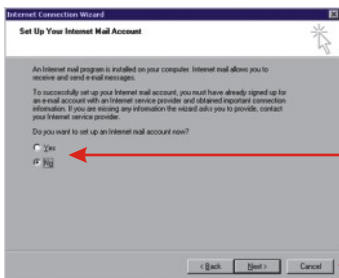 Internet Connection Wizard
Set Up Your Internet Mail Account
An Internet mail program is installed on your computer. Internet mail allows you to
receive and send e-mail messages.
To successfully set up your Internet mail account, you must have already signed up for
an e-mail account with an Internet service provider and obtained important connection
information. If you are missing any information the wizard asks you to provide, contact
your Internet service provider.
Do you want to set up an Internet mail account now?
Yes
No
< Back Next > Cancel